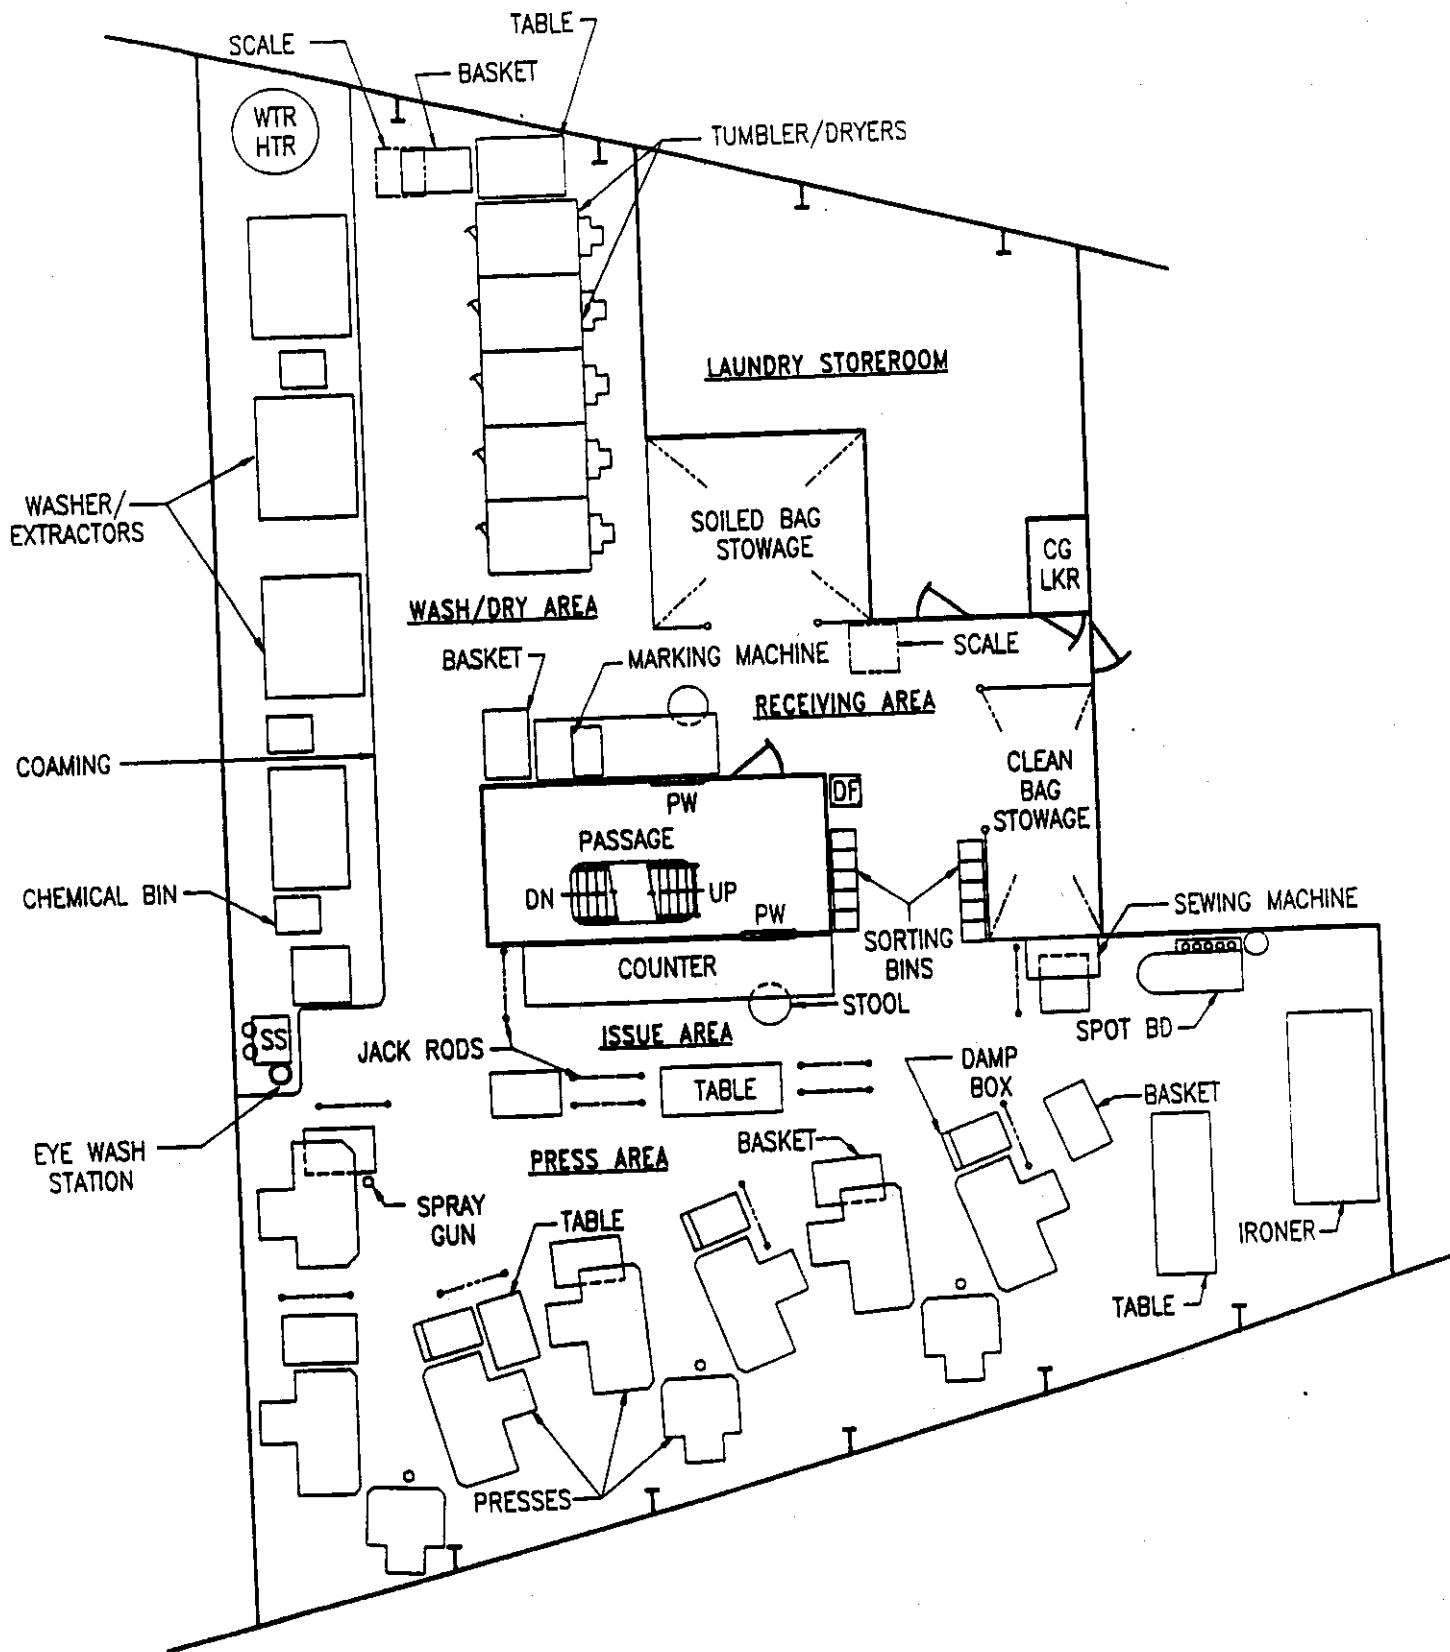 TABLE
SCALE
BASKET
WTR
HTR
TUMBLER/DRYERS
LAUNDRY STOREROOM
WASHER/
EXTRACTORS
SOILED BAG
STOWAGE
CG
LKR
WASH/DRY AREA
BASKET
MARKING MACHINE
SCALE
RECEIVING AREA
COAMING
CLEAN
BAG
STOWAGE
PW
DF
PASSAGE
DN
UP
CHEMICAL BIN
PW
SEWING MACHINE
SORTING
BINS
COUNTER
STOOL
SPOT BD
SS
JACK RODS
ISSUE AREA
DAMP
BOX
TABLE
BASKET
EYE WASH
STATION
PRESS AREA
BASKET
SPRAY
GUN
TABLE
IRONER
TABLE
PRESSES